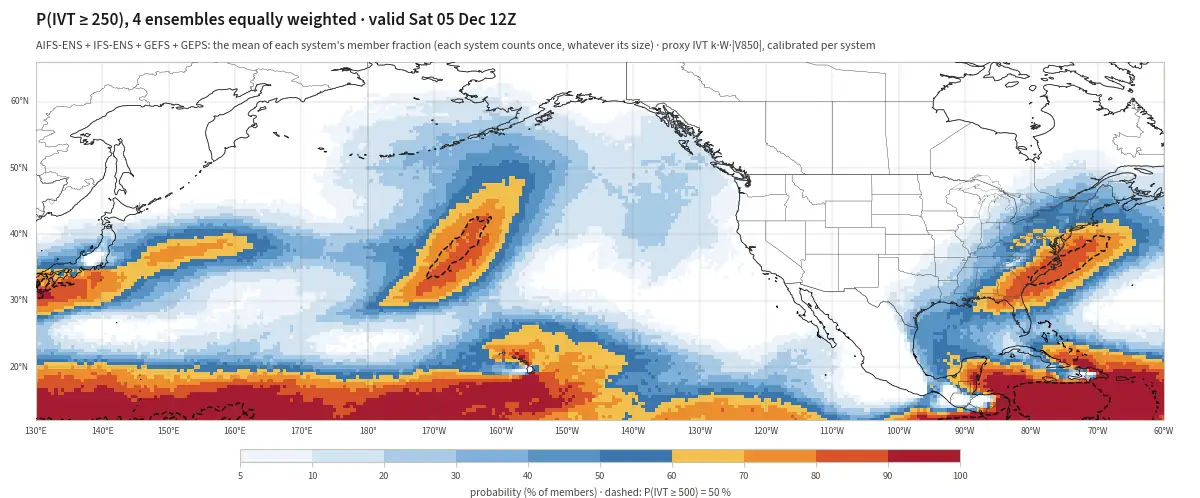 P(IVT ≥ 250), 4 ensembles equally weighted · valid Sat 05 Dec 12Z
AIFS-ENS + IFS-ENS + GEFS + GEPS: the mean of each system's member fraction (each system counts once, whatever its size) · proxy IVT k·W·|V850|, calibrated per system
60°N
50°N
40°N
30°N
20°N
130°E 140°E 150°E 160°E 170°E 180° 170°W 160°W 150°W 140°W 130°W 120°W 110°W 100°W 90°W 80°W 70°W 60°W
5 10 20 30 40 50 60 70 80 90 100
probability (% of members) · dashed: P(IVT ≥ 500) = 50 %